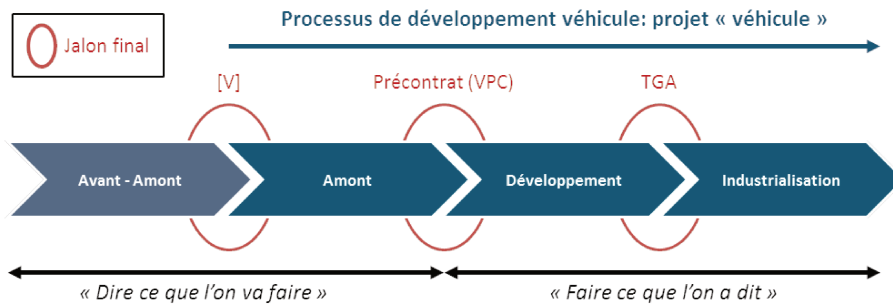 Processus de développement véhicule: projet « véhicule »
Jalon final
[V]
Précontrat (VPC)
TGA
Avant - Amont
Amont
Développement
Industrialisation
« Dire ce que l’on va faire »
« Faire ce que l’on a dit »